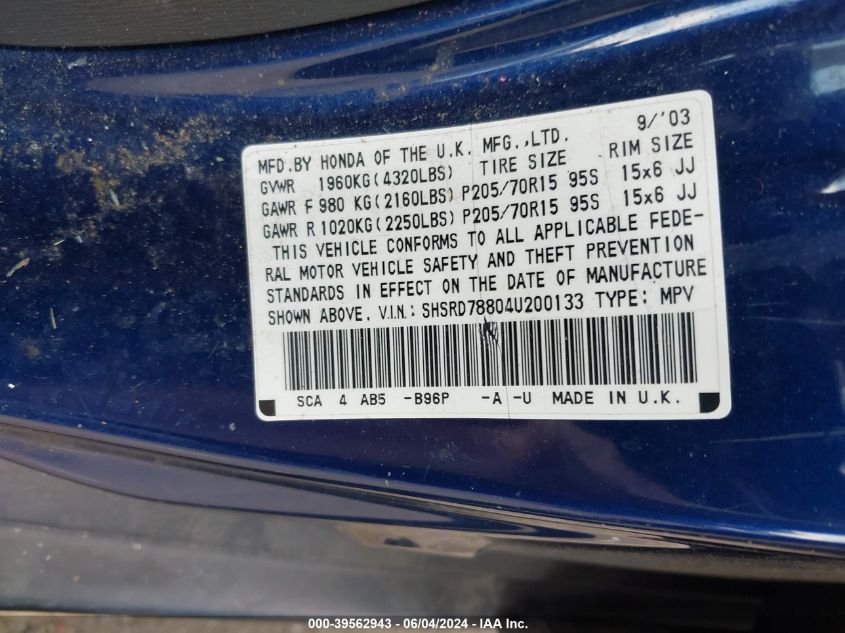 MFD.BY HONDA OF THE U.K. MFG.,LTD. 9/'03
GVWR 1960KG(4320LBS) TIRE SIZE RIM SIZE
GAWR F 980 KG(2160LBS) P205/70R15 95S 15x6 JJ
GAWR R 1020KG(2250LBS) P205/70R15 95S 15x6 JJ
THIS VEHICLE CONFORMS TO ALL APPLICABLE FEDE-
RAL MOTOR VEHICLE SAFETY AND THEFT PREVENTION
STANDARDS IN EFFECT ON THE DATE OF MANUFACTURE
SHOWN ABOVE. V.I.N.: SHSRD78804U200133 TYPE: MPV
SCA 4 AB5 -B96P -A -U MADE IN U.K.
000-39562943 - 06/04/2024 - IAA Inc.